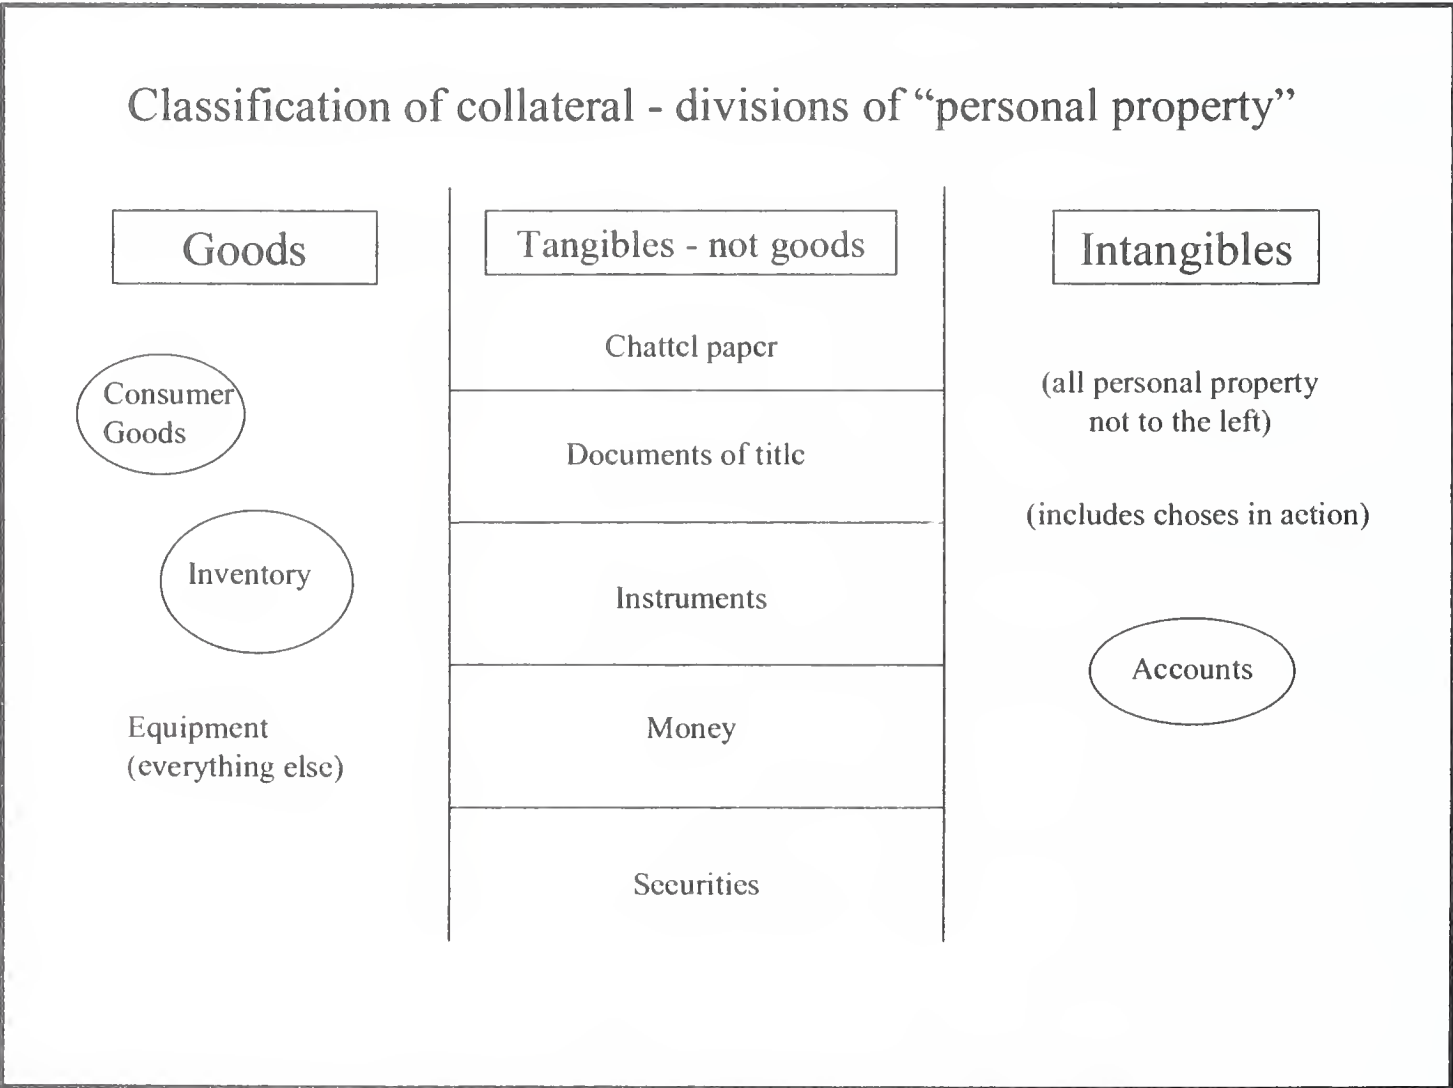 Classification of collateral - divisions of “personal property”
Goods
Consumer
Goods
Inventory
Equipment
(everything else)
Tangibles - not goods
Chattel paper
Documents of title
Instruments
Money
Securities
Intangibles
(all personal property
not to the left)
(includes choses in action)
Accounts